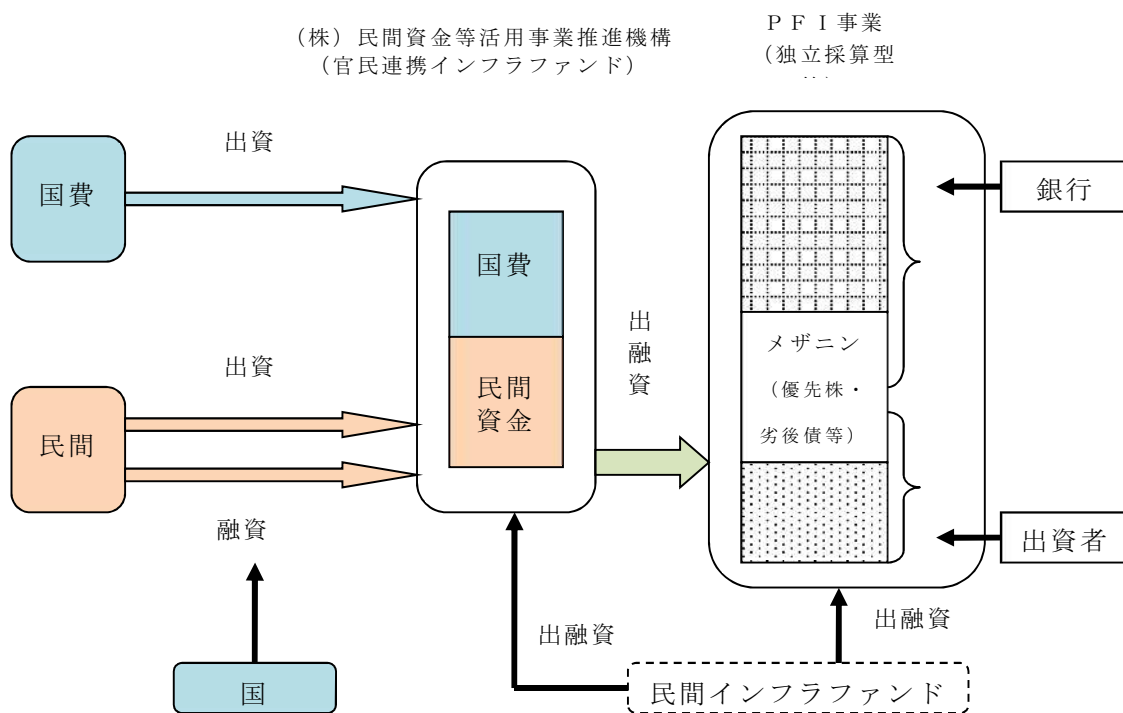 （株）民間資金等活用事業推進機構
（官民連携インフラファンド）
ＰＦＩ事業
（独立採算型
出資
国費
国費
銀行
出融資
メザニン
（優先株・
劣後債等）
出資
民間
民間
資金
融資
出資者
出融資
出融資
国
民間インフラファンド